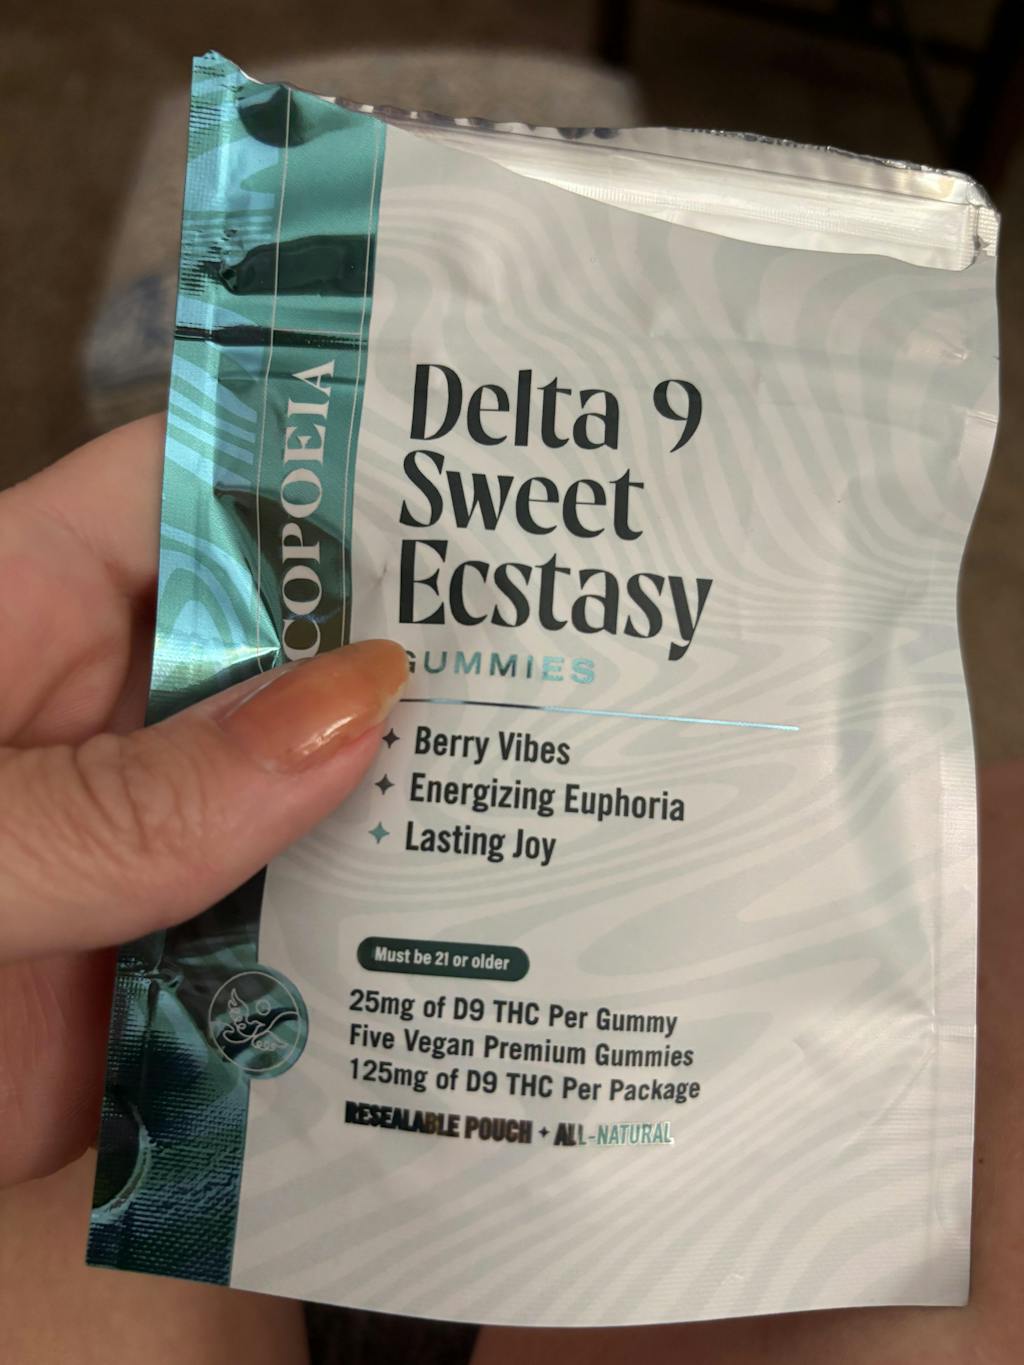 COPOEIA
Delta 9
Sweet
Ecstasy
GUMMIES
Berry Vibes
Energizing Euphoria
Lasting Joy
Must be 21 or older
25mg of D9 THC Per Gummy
Five Vegan Premium Gummies
125mg of D9 THC Per Package
RESEALABLE POUCH + ALL-NATURAL